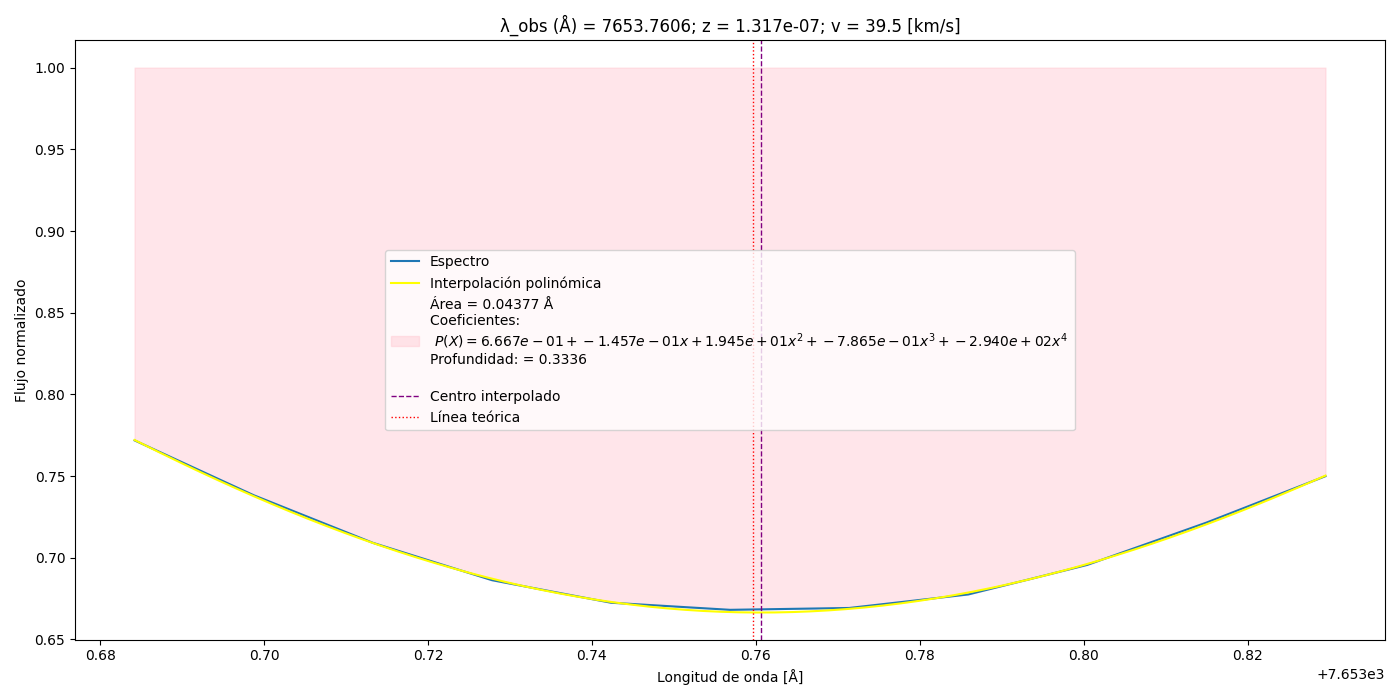 λ_obs (Å) = 7653.7606; z = 1.317e-07; v = 39.5 [km/s]
Flujo normalizado
1.00
0.95
0.90
0.85
0.80
0.75
0.70
0.65
Espectro
Interpolación polinómica
Área = 0.04377 Å
Coeficientes:
P(X) = 6.667e − 01 + −1.457e − 01x + 1.945e + 01x² + −7.865e − 01x³ + −2.940e + 02x⁴
Profundidad: = 0.3336
Centro interpolado
Línea teórica
0.68 0.70 0.72 0.74 0.76 0.78 0.80 0.82
+7.653e3
Longitud de onda [Å]